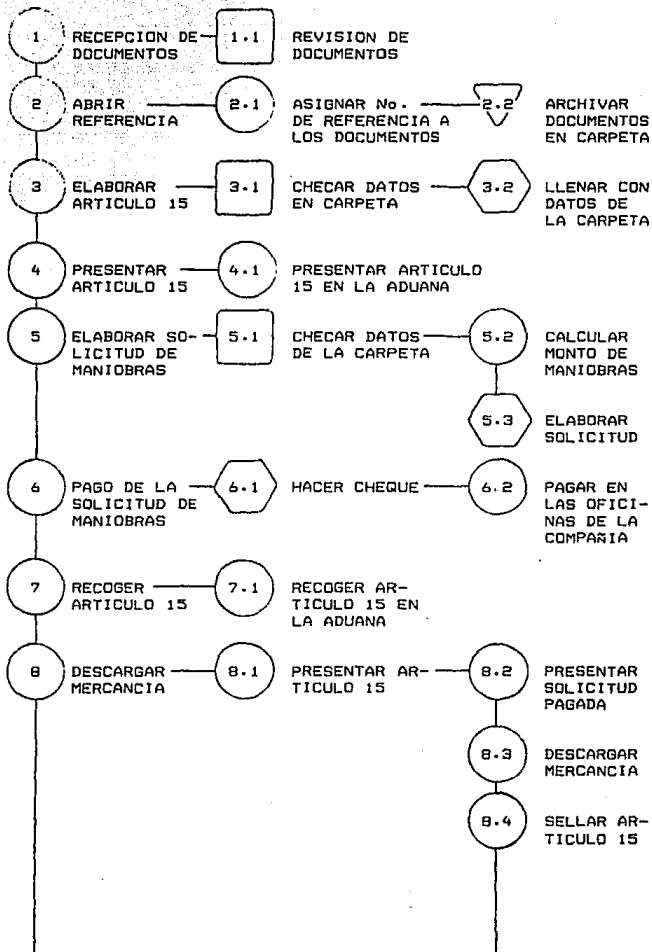 1 RECEPCION DE 1.1 REVISION DE
DOCUMENTOS DOCUMENTOS
2 ABRIR 2.1 ASIGNAR No. 2.2 ARCHIVAR
REFERENCIA DE REFERENCIA A DOCUMENTOS
LOS DOCUMENTOS EN CARPETA
3 ELABORAR 3.1 CHECAR DATOS 3.2 LLENAR CON
ARTICULO 15 EN CARPETA DATOS DE
LA CARPETA
4 PRESENTAR 4.1 PRESENTAR ARTICULO
ARTICULO 15 15 EN LA ADUANA
5 ELABORAR SO- 5.1 CHECAR DATOS 5.2 CALCULAR
LICITUD DE DE LA CARPETA MONTO DE
MANIOBRAS MANIOBRAS
5.3 ELABORAR
SOLICITUD
6 PAGO DE LA 6.1 HACER CHEQUE 6.2 PAGAR EN
SOLICITUD DE LAS OFICI-
MANIOBRAS NAS DE LA
COMPAÑIA
7 RECOGER 7.1 RECOGER AR-
ARTICULO 15 TICULO 15 EN
LA ADUANA
8 DESCARGAR 8.1 PRESENTAR AR- 8.2 PRESENTAR
MERCANCIA TICULO 15 SOLICITUD
PAGADA
8.3 DESCARGAR
MERCANCIA
8.4 SELLAR AR-
TICULO 15